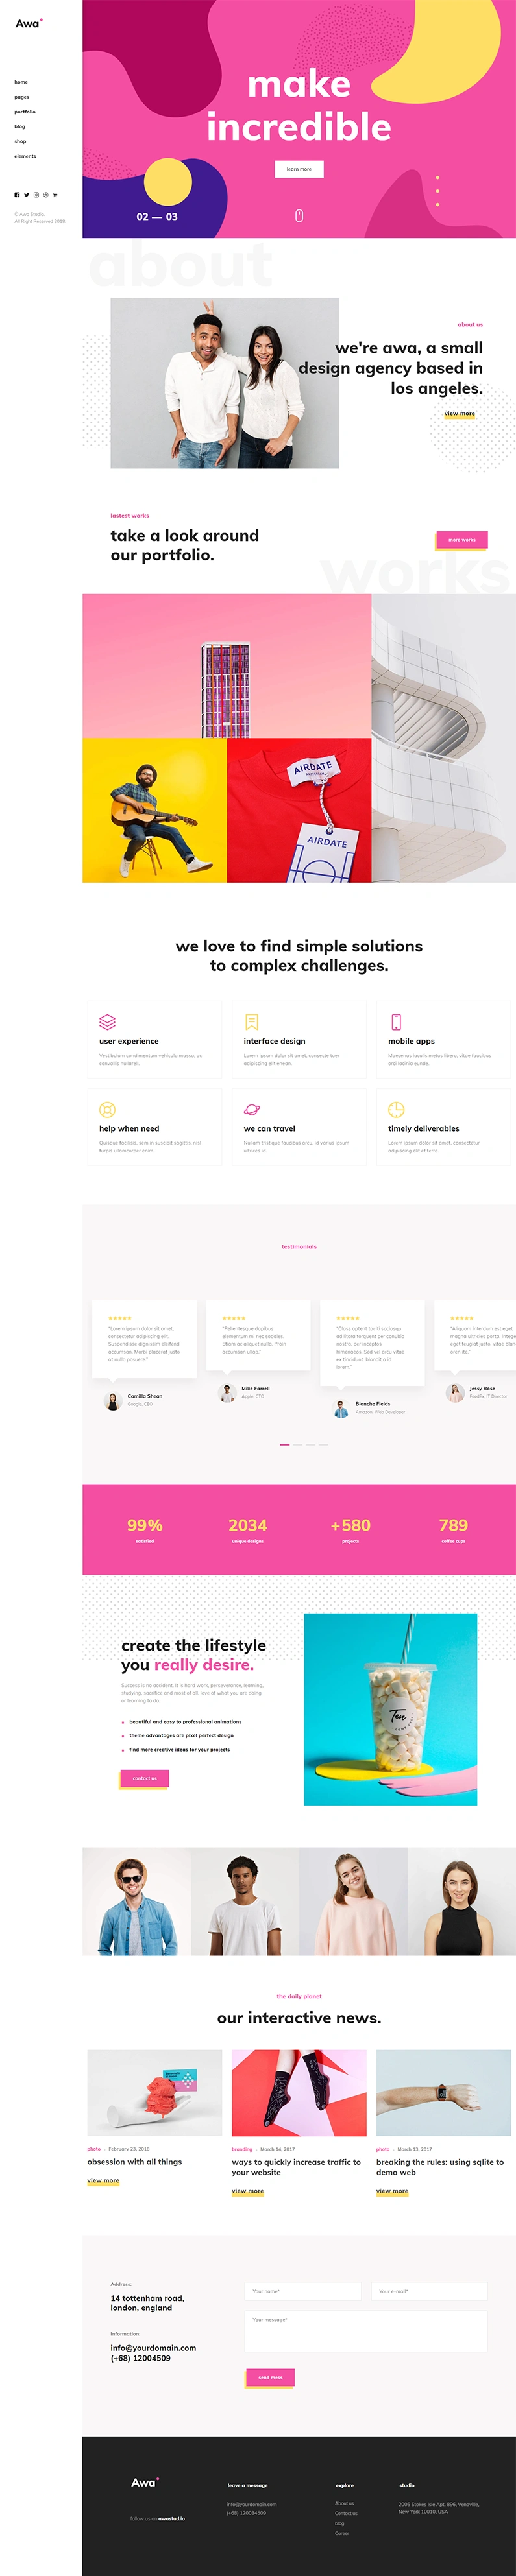 Awa
home
pages
portfolio
blog
shop
elements
© Awa Studio.
All Right Reserved 2018.
make
incredible
learn more
02 — 03
about
about us
we're awa, a small
design agency based in
los angeles.
view more
lastest works
take a look around
our portfolio.
more works
works
AIRDATE
AIRDATE
we love to find simple solutions
to complex challenges.
user experience
Vestibulum condimentum vehicula massa, ac
convallis nullareli.
interface design
Lorem ipsum dolor sit amet, consecte tuer
adipiscing elit enean.
mobile apps
Maecenas iaculis metus libero, vitae faucibus
orci lacinia eunde.
help when need
Quisque facilisis, sem in suscipit sagittis, nisl
turpis ullamcorper enim.
we can travel
Nullam tristique faucibus arcu, id varius ipsum
ultrices id.
timely deliverables
Lorem ipsum dolor sit amet, consectetur
adipiscing elit et terra.
testimonials
"Lorem ipsum dolor sit amet,
consectetur adipiscing elit.
Suspendisse dignissim eleifend
accumsan. Morbi placerat justo
at nulla posuere."
Camilla Shean
Google, CEO
"Pellentesque dapibus
elementum mi nec sodales.
Etiam ac aliquet nulla. Proin
accumsan ullap."
Mike Farrell
Apple, CTO
"Class aptent taciti sociosqu
ad litora torquent per conubia
nostra, per inceptos
himenaeos. Sed vel arcu vitae
ex tincidunt blandit a id
lorem."
Blanche Fields
Amazon, Web Developer
"Aliquam interdum est eget
magna ultricies porta. Intege
eget feugiat justo, vitae blan
Jessy Rose
FeedEx, IT Director
99%
satisfied
2034
unique designs
+580
projects
789
coffee cups
create the lifestyle
you really desire.
Success is no accident. It is hard work, perseverance, learning,
studying, sacrifice and most of all, love of what you are doing
or learning to do.
beautiful and easy to professional animations
theme advantages are pixel perfect design
find more creative ideas for your projects
contact us
Ten
the daily planet
our interactive news.
photo - February 23, 2018
obsession with all things
view more
branding - March 14, 2017
ways to quickly increase traffic to
your website
view more
photo - March 13, 2017
breaking the rules: using sqlite to
demo web
view more
Address:
14 tottenham road,
london, england
Information:
info@yourdomain.com
(+68) 12004509
Your name*
Your e-mail*
Your message*
send mess
Awa
Follow us on awastud.io
leave a message
info@yourdomain.com
(+68) 120034509
explore
About us
Contact us
blog
Career
studio
2005 Stokes Isle Apt. 896, Venaville,
New York 10010, USA